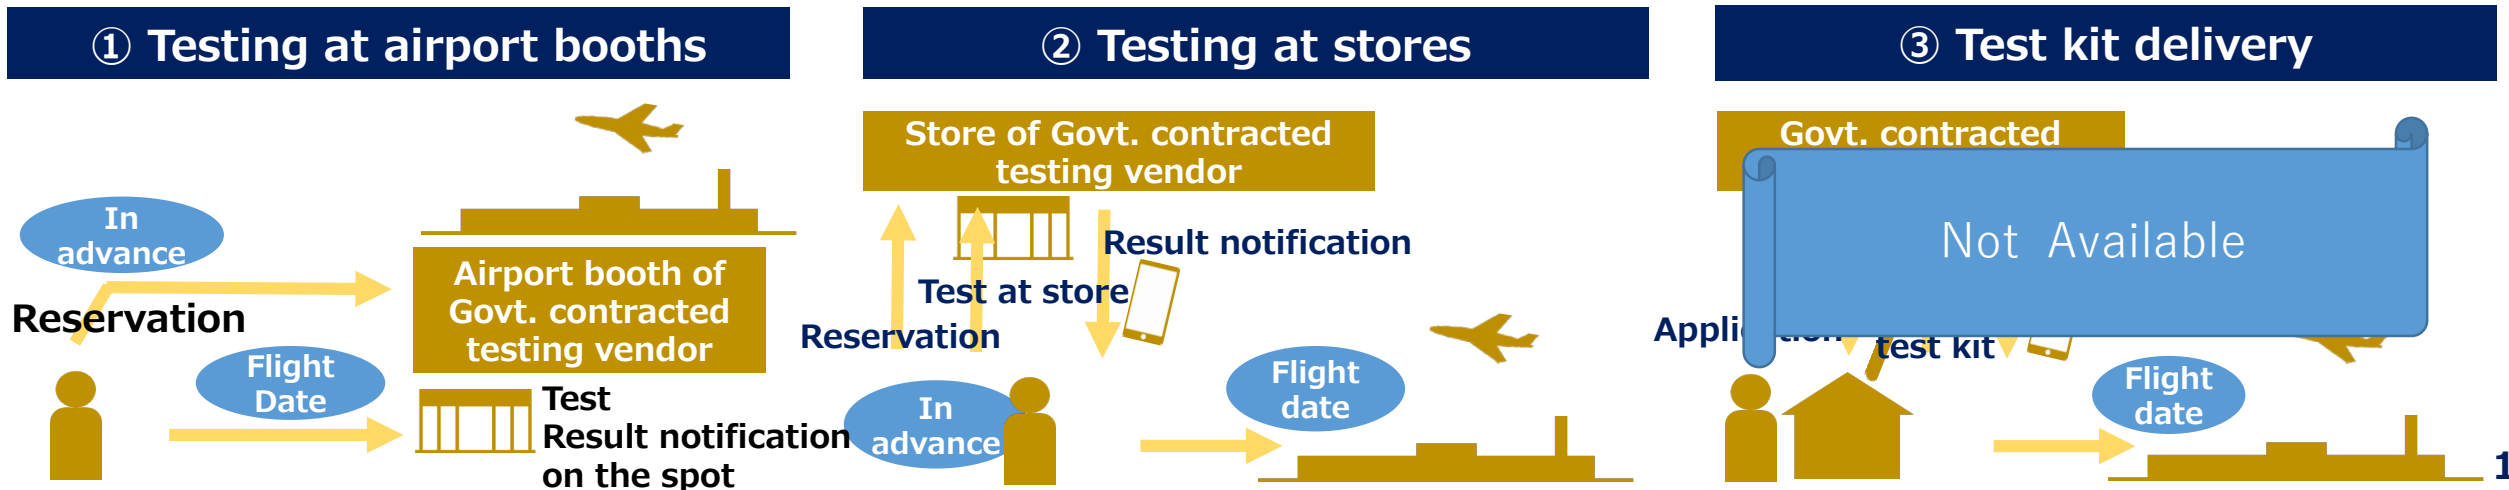 ① Testing at airport booths
In
advance
Reservation
Airport booth of
Govt. contracted
testing vendor
Flight
Date
Test
Result notification
on the spot
② Testing at stores
Store of Govt. contracted
testing vendor
Result notification
Test at store
Reservation
In
advance
Flight
date
③ Test kit delivery
Govt. contracted
Not Available
test kit
Flight
date